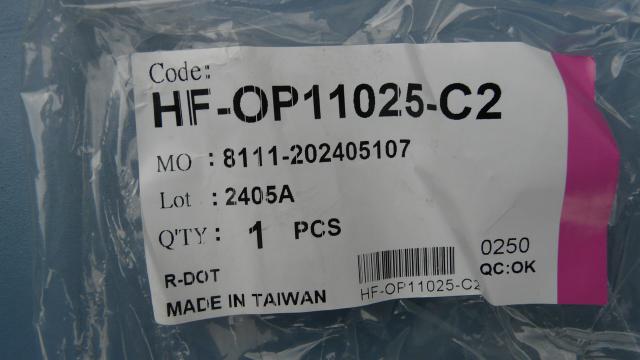 Code:
HF-OP11025-C2
MO : 8111-202405107
Lot : 2405A
Q'TY : 1 PCS
0250
R-DOT
QC:OK
MADE IN TAIWAN
HF-OP11025-C2